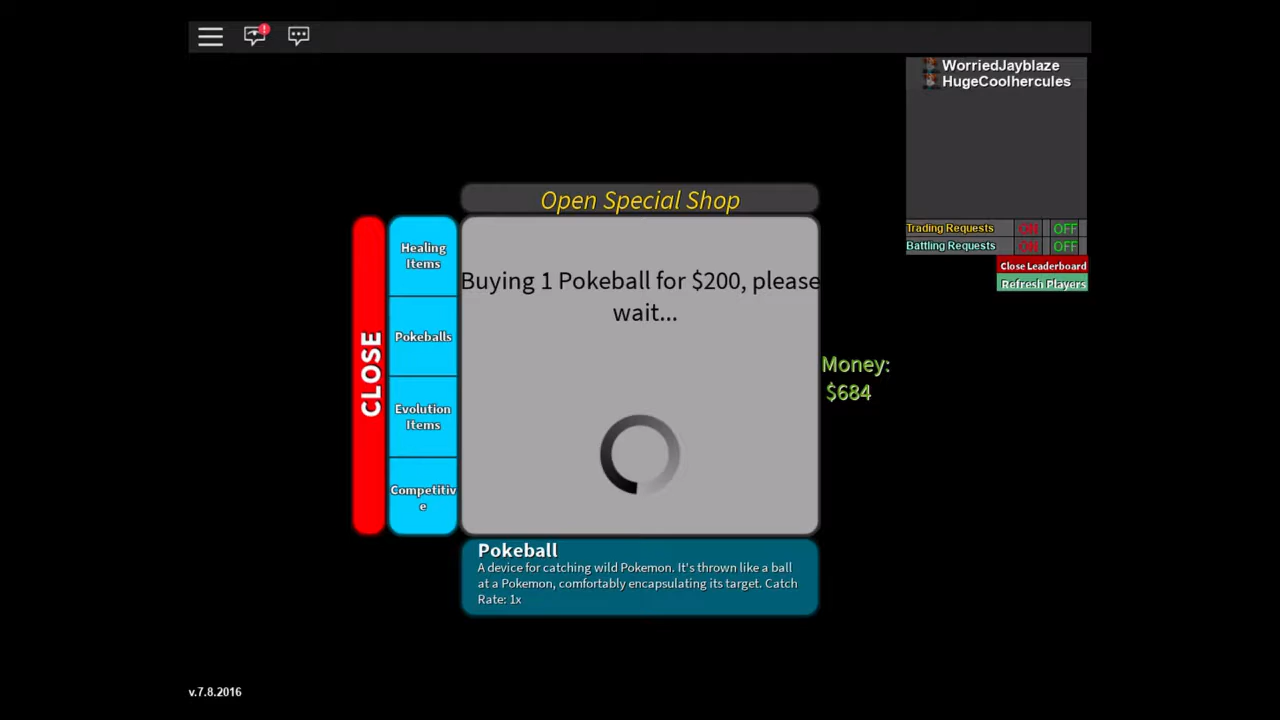 !
WorriedJayblaze
HugeCoolhercules
Trading Requests ON OFF
Battling Requests ON OFF
Close Leaderboard
Refresh Players
Open Special Shop
CLOSE
Healing
Items
Pokeballs
Evolution
Items
Competitiv
e
Buying 1 Pokeball for $200, please
wait...
Money:
$684
Pokeball
A device for catching wild Pokemon. It's thrown like a ball
at a Pokemon, comfortably encapsulating its target. Catch
Rate: 1x
v.7.8.2016